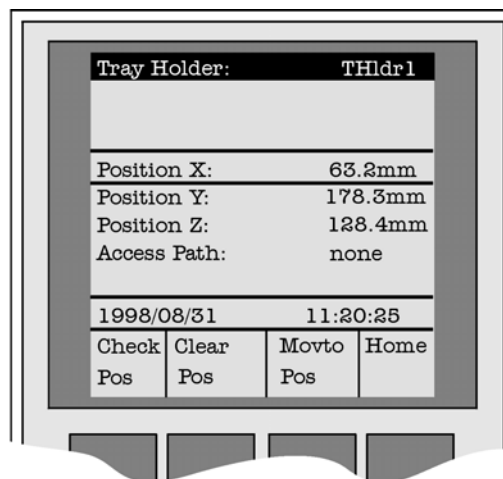 Tray Holder: THldr1
Position X: 63.2mm
Position Y: 178.3mm
Position Z: 128.4mm
Access Path: none
1998/08/31 11:20:25
Check Clear Movto Home
Pos Pos Pos